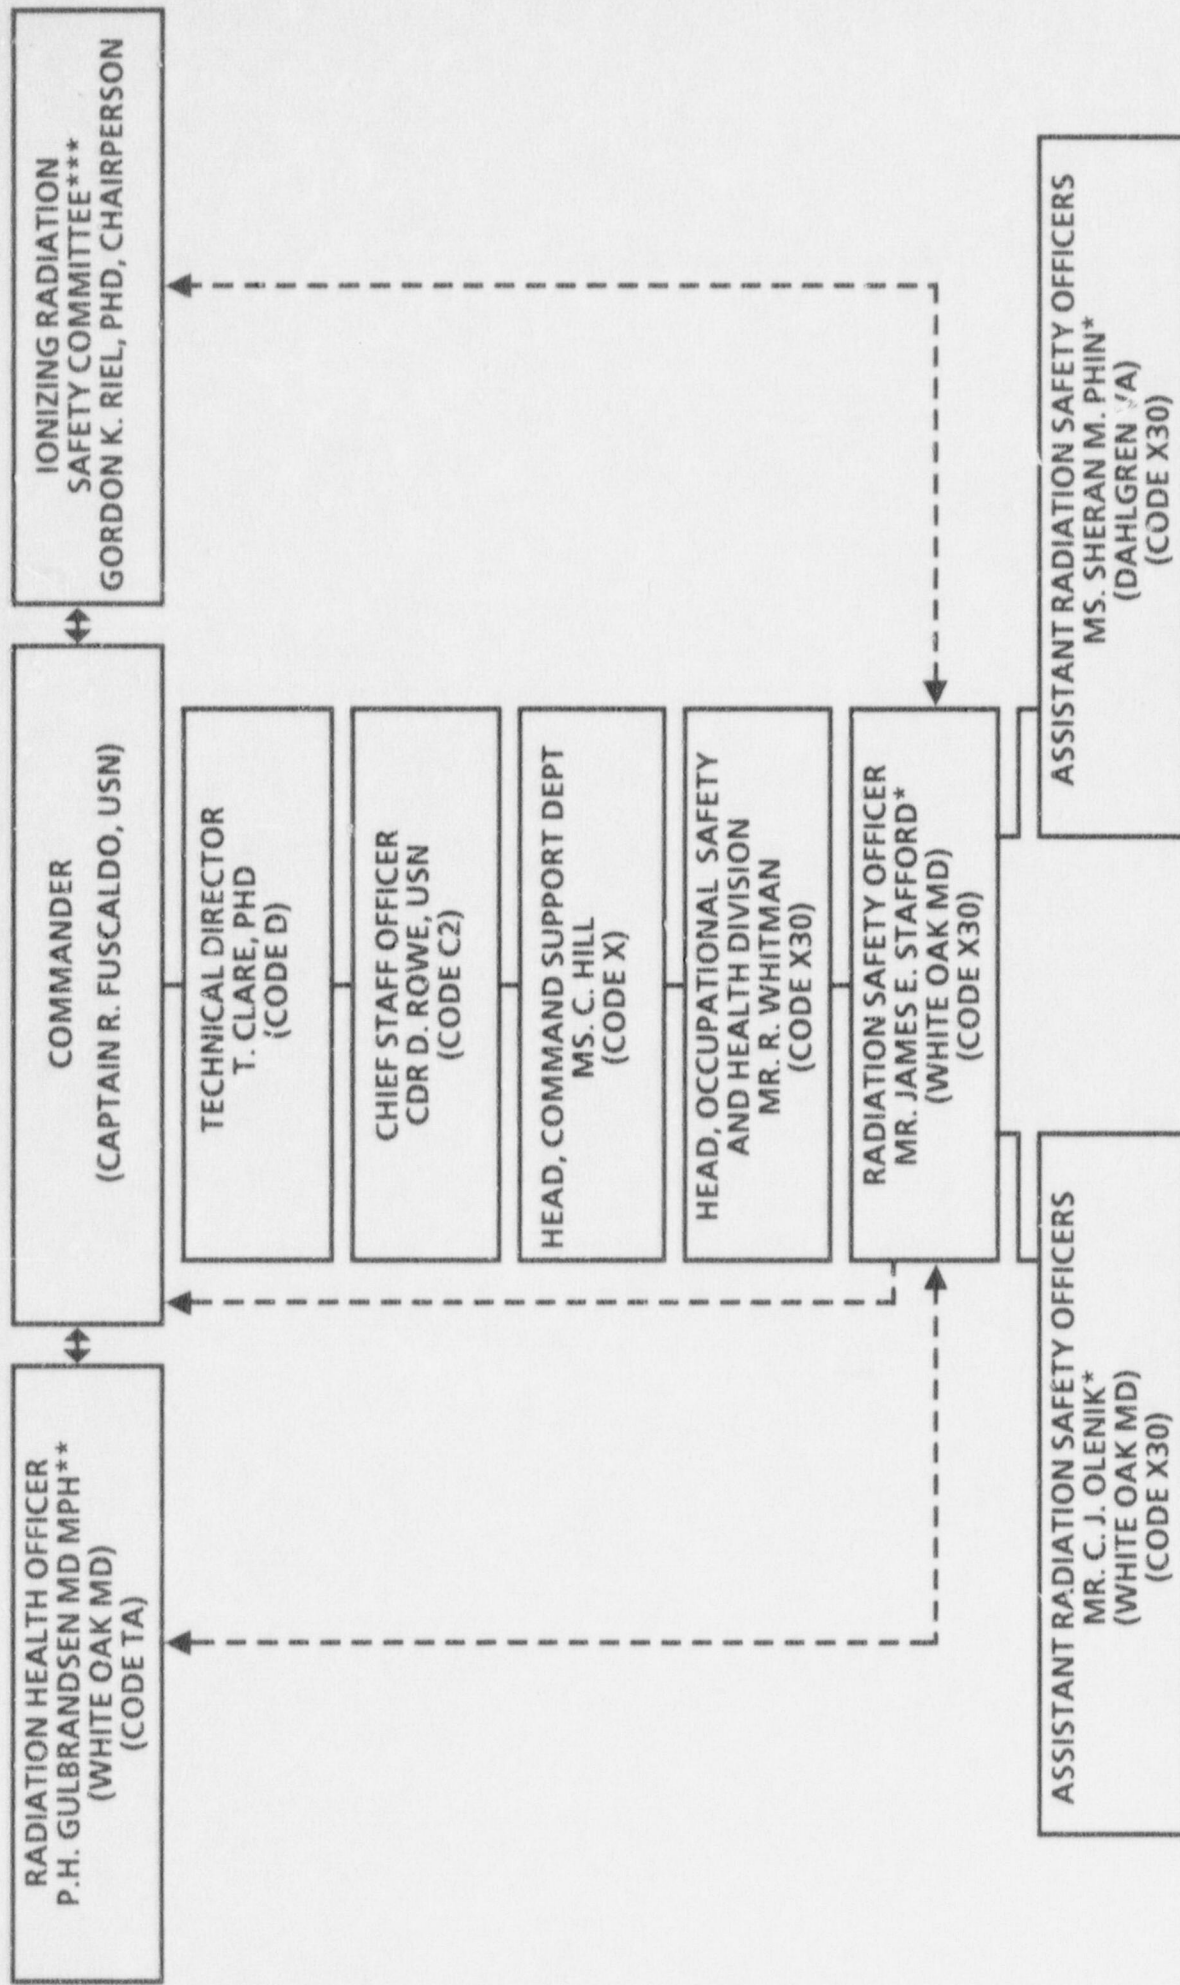 RADIATION HEALTH OFFICER
P.H. GULBRANDSEN MD MPH**
(WHITE OAK MD)
(CODE TA)
COMMANDER
(CAPTAIN R. FUSCALDO, USN)
IONIZING RADIATION
SAFETY COMMITTEE***
GORDON K. RIEL, PHD, CHAIRPERSON
TECHNICAL DIRECTOR
T. CLARE, PHD
(CODE D)
CHIEF STAFF OFFICER
CDR D. ROWE, USN
(CODE C2)
HEAD, COMMAND SUPPORT DEPT
MS. C. HILL
(CODE X)
HEAD, OCCUPATIONAL SAFETY
AND HEALTH DIVISION
MR. R. WHITMAN
(CODE X30)
RADIATION SAFETY OFFICER
MR. JAMES E. STAFFORD*
(WHITE OAK MD)
(CODE X30)
ASSISTANT RADIATION SAFETY OFFICERS
MR. C. J. OLENIK*
(WHITE OAK MD)
(CODE X30)
ASSISTANT RADIATION SAFETY OFFICERS
MS. SHERAN M. PHIN*
(DAHLGREN VA)
(CODE X30)